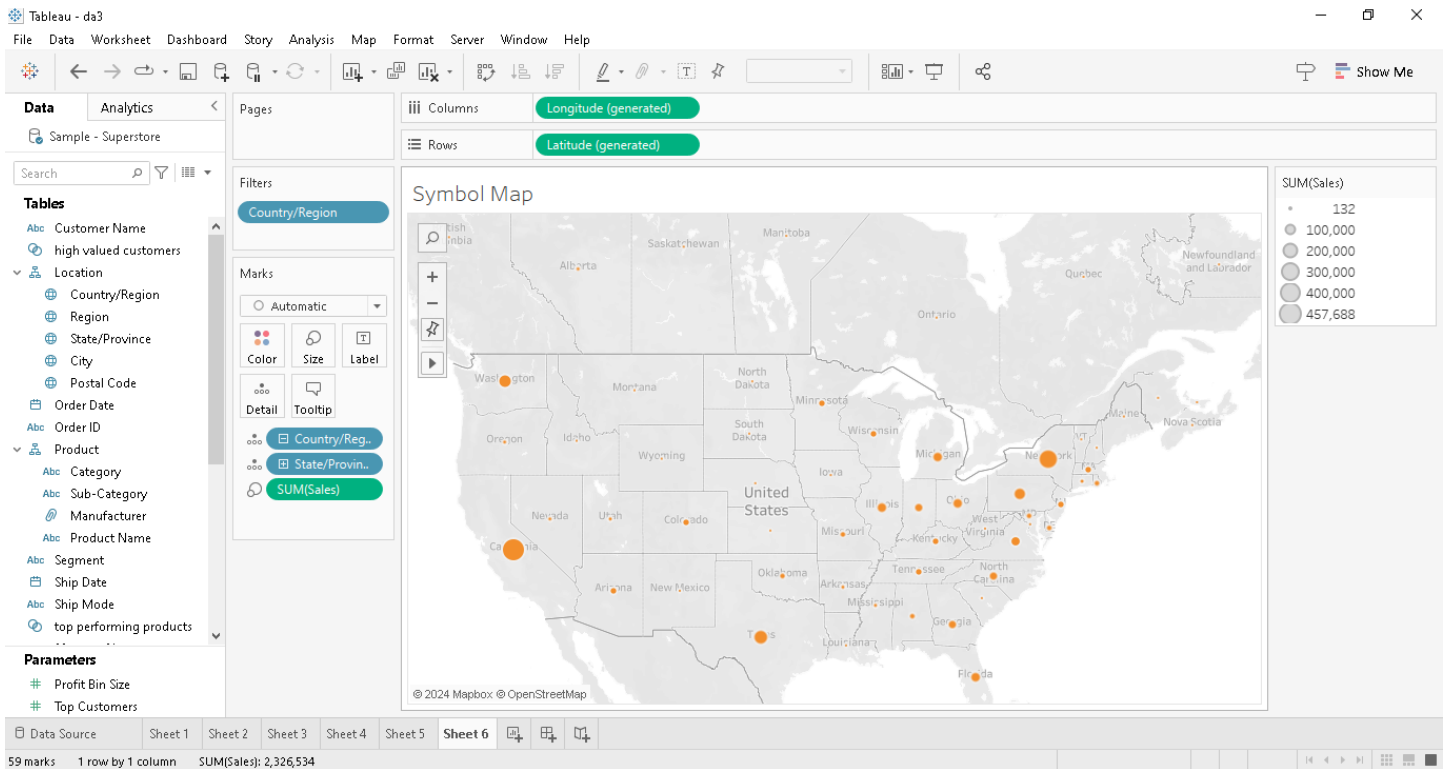 Tableau - da3
File Data Worksheet Dashboard Story Analysis Map Format Server Window Help
Show Me
Data Analytics
Sample - Superstore
Search
Tables
Abc Customer Name
high valued customers
Location
Country/Region
Region
State/Province
City
Postal Code
Order Date
Abc Order ID
Product
Abc Category
Abc Sub-Category
Manufacturer
Abc Product Name
Abc Segment
Ship Date
Abc Ship Mode
top performing products
Parameters
# Profit Bin Size
# Top Customers
Pages
Filters
Country/Region
Marks
Automatic
Color Size Label
Detail Tooltip
Country/Reg..
State/Provin..
SUM(Sales)
Columns Longitude (generated)
Rows Latitude (generated)
Symbol Map
Manitoba
Saskatchewan
Alberta
Newfoundland
and Labrador
Quebec
Ontario
Washington
Montana
North
Dakota
Minnesota
Maine
Nova Scotia
Oregon
Idaho
South
Dakota
Wisconsin
VT
Wyoming
Michigan
New York
Iowa
United
States
Illinois
Ohio
Nevada
Utah
Colorado
West
Virginia
Missouri
Kentucky
California
Oklahoma
Tennessee
North
Carolina
Arizona
New Mexico
Arkansas
Mississippi
Georgia
Texas
Louisiana
Florida
© 2024 Mapbox © OpenStreetMap
SUM(Sales)
132
100,000
200,000
300,000
400,000
457,688
Data Source Sheet 1 Sheet 2 Sheet 3 Sheet 4 Sheet 5 Sheet 6
59 marks 1 row by 1 column SUM(Sales): 2,326,534